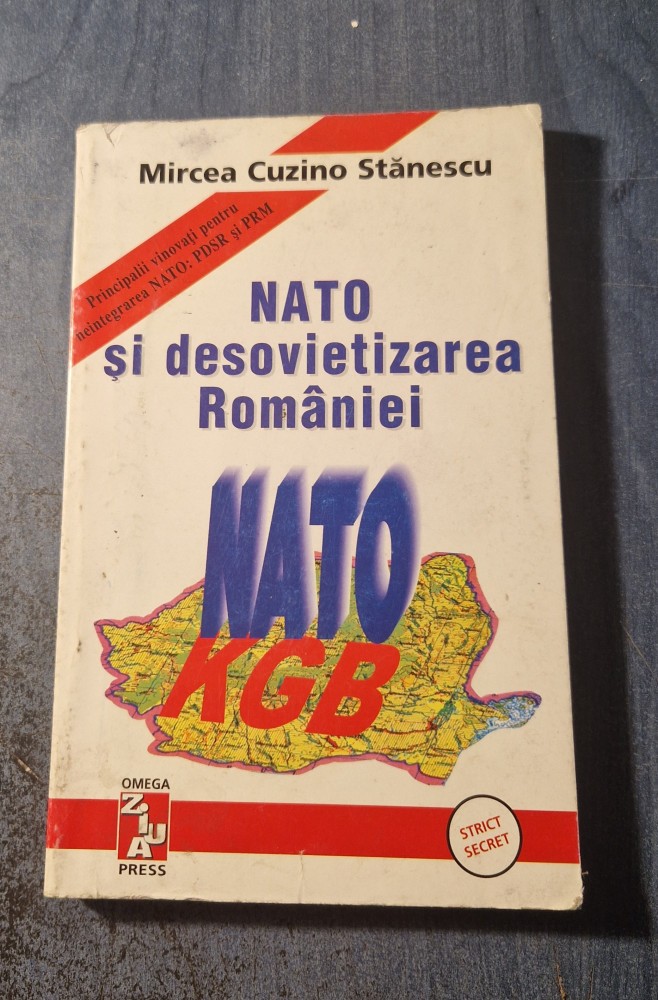 Mircea Cuzino Stănescu
Principalii vinovați pentru
neintegrarea NATO: PDSR și PRM
NATO
și desovietizarea
României
NATO
KGB
OMEGA
ZIUA
PRESS
STRICT
SECRET